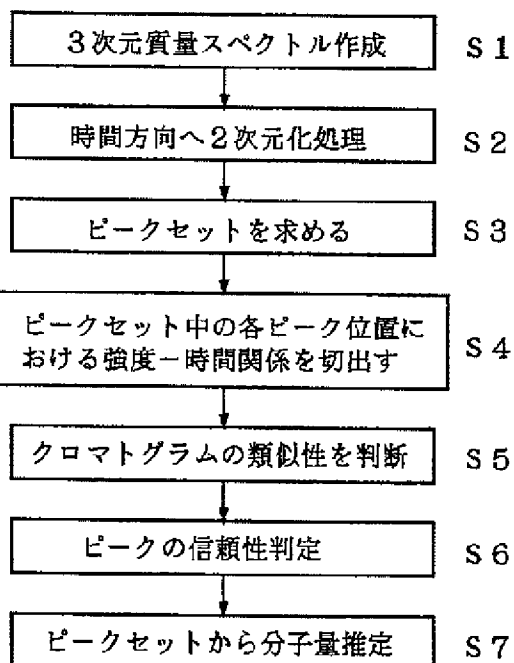 3次元質量スペクトル作成 S1
時間方向へ2次元化処理 S2
ピークセットを求める S3
ピークセット中の各ピーク位置に
おける強度ー時間関係を切出す S4
クロマトグラムの類似性を判断 S5
ピークの信頼性判定 S6
ピークセットから分子量推定 S7